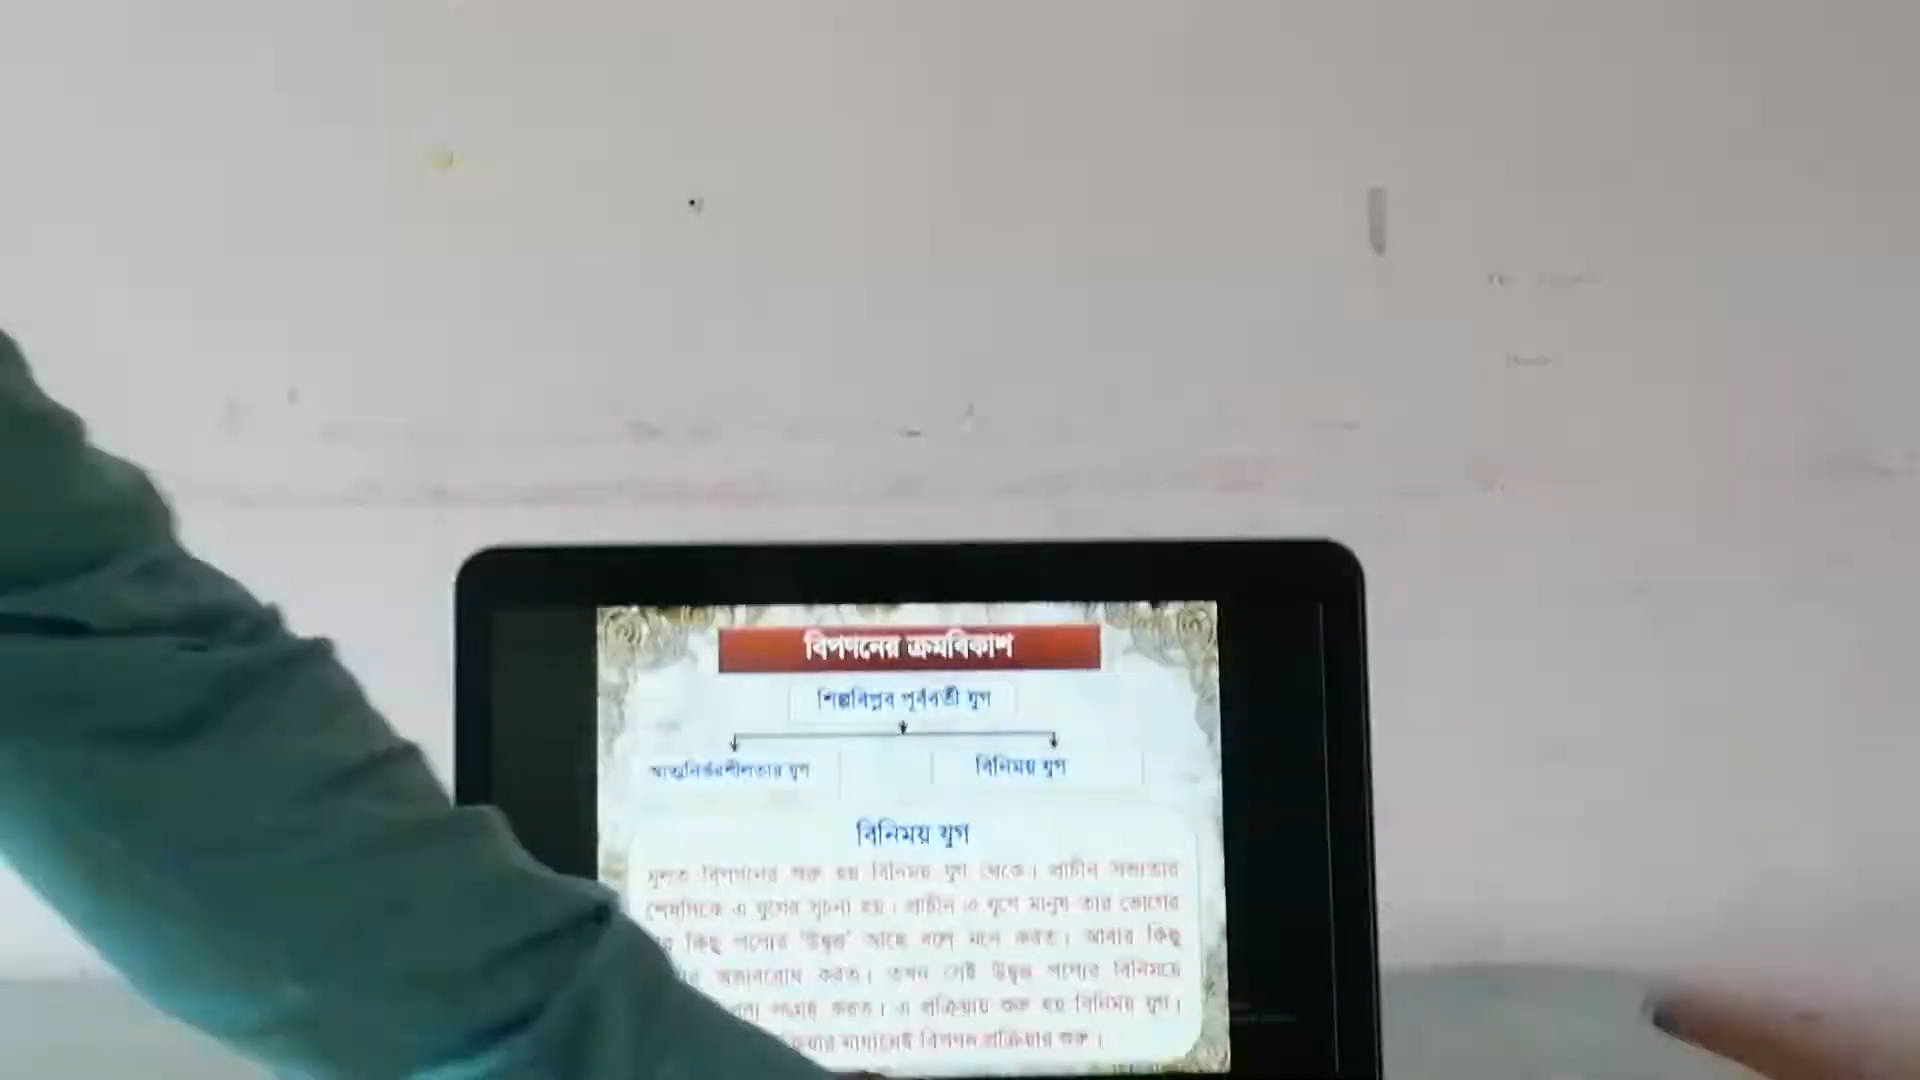 বিপণনের ক্রমবিকাশ
শিল্পবিপ্লব পূর্ববর্তী যুগ
আত্মনির্ভরশীলতার যুগ
বিনিময় যুগ
বিনিময় যুগ
মূলত বিপণনের শুরু হয় বিনিময় যুগ থেকে। প্রাচীন সভ্যতার
শেষদিকে এ যুগের সূচনা হয়। প্রাচীন এ যুগে মানুষ তার ভোগের
কিছু পণ্যের 'উদ্বৃত্ত' আছে বলে মনে করত। আবার কিছু
অভাববোধ করত। তখন সেই উদ্বৃত্ত পণ্যের বিনিময়ে
সংগ্রহ করত। এ প্রক্রিয়ায় শুরু হয় বিনিময় যুগ।
মাধ্যমেই বিপণন প্রক্রিয়ার শুরু।